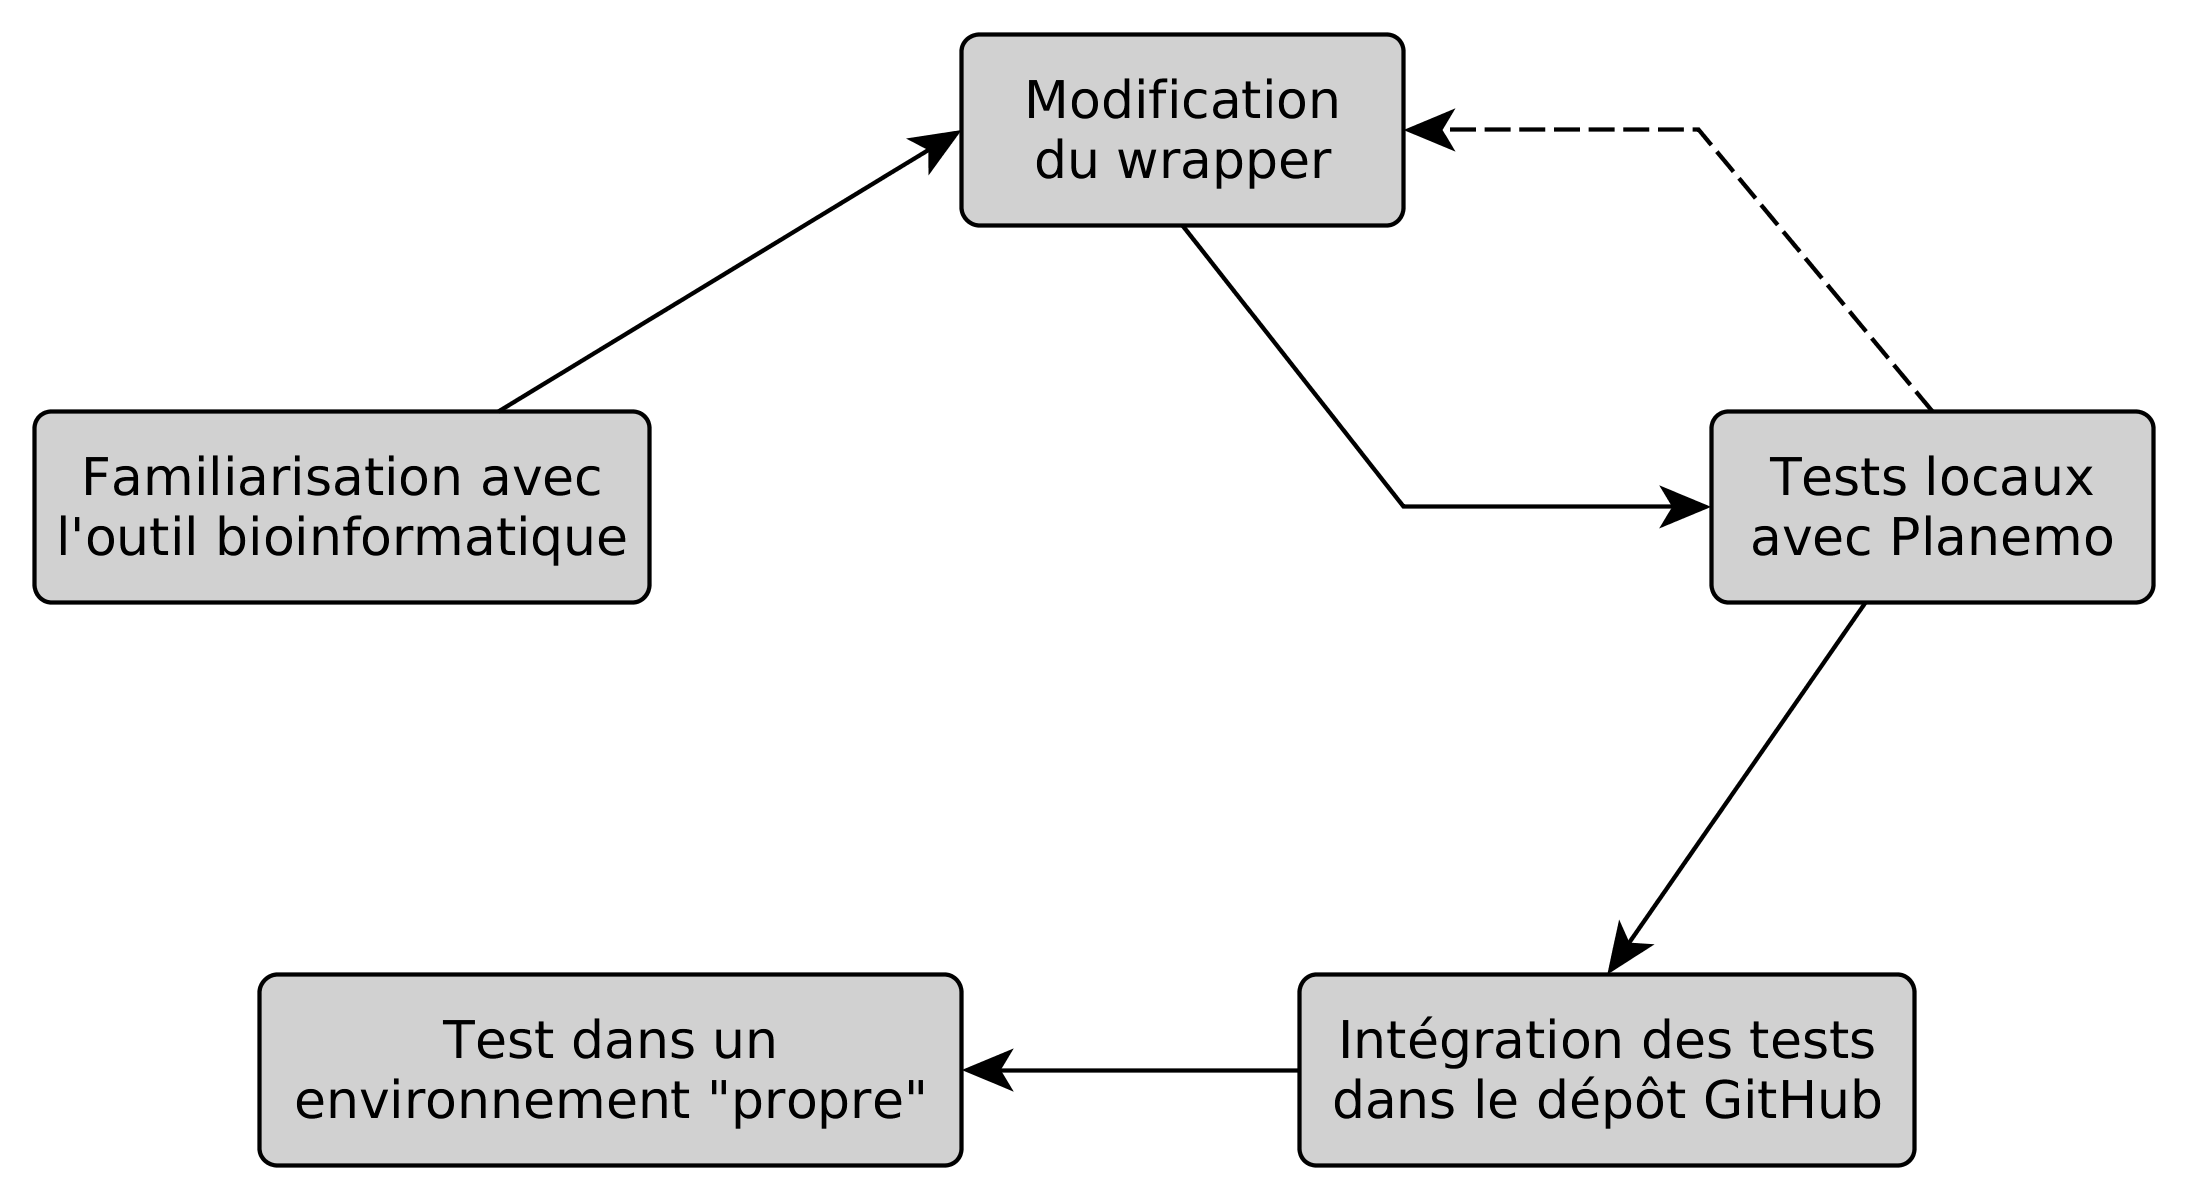 Modification
du wrapper
Familiarisation avec
l'outil bioinformatique
Tests locaux
avec Planemo
Test dans un
environnement "propre"
Intégration des tests
dans le dépôt GitHub